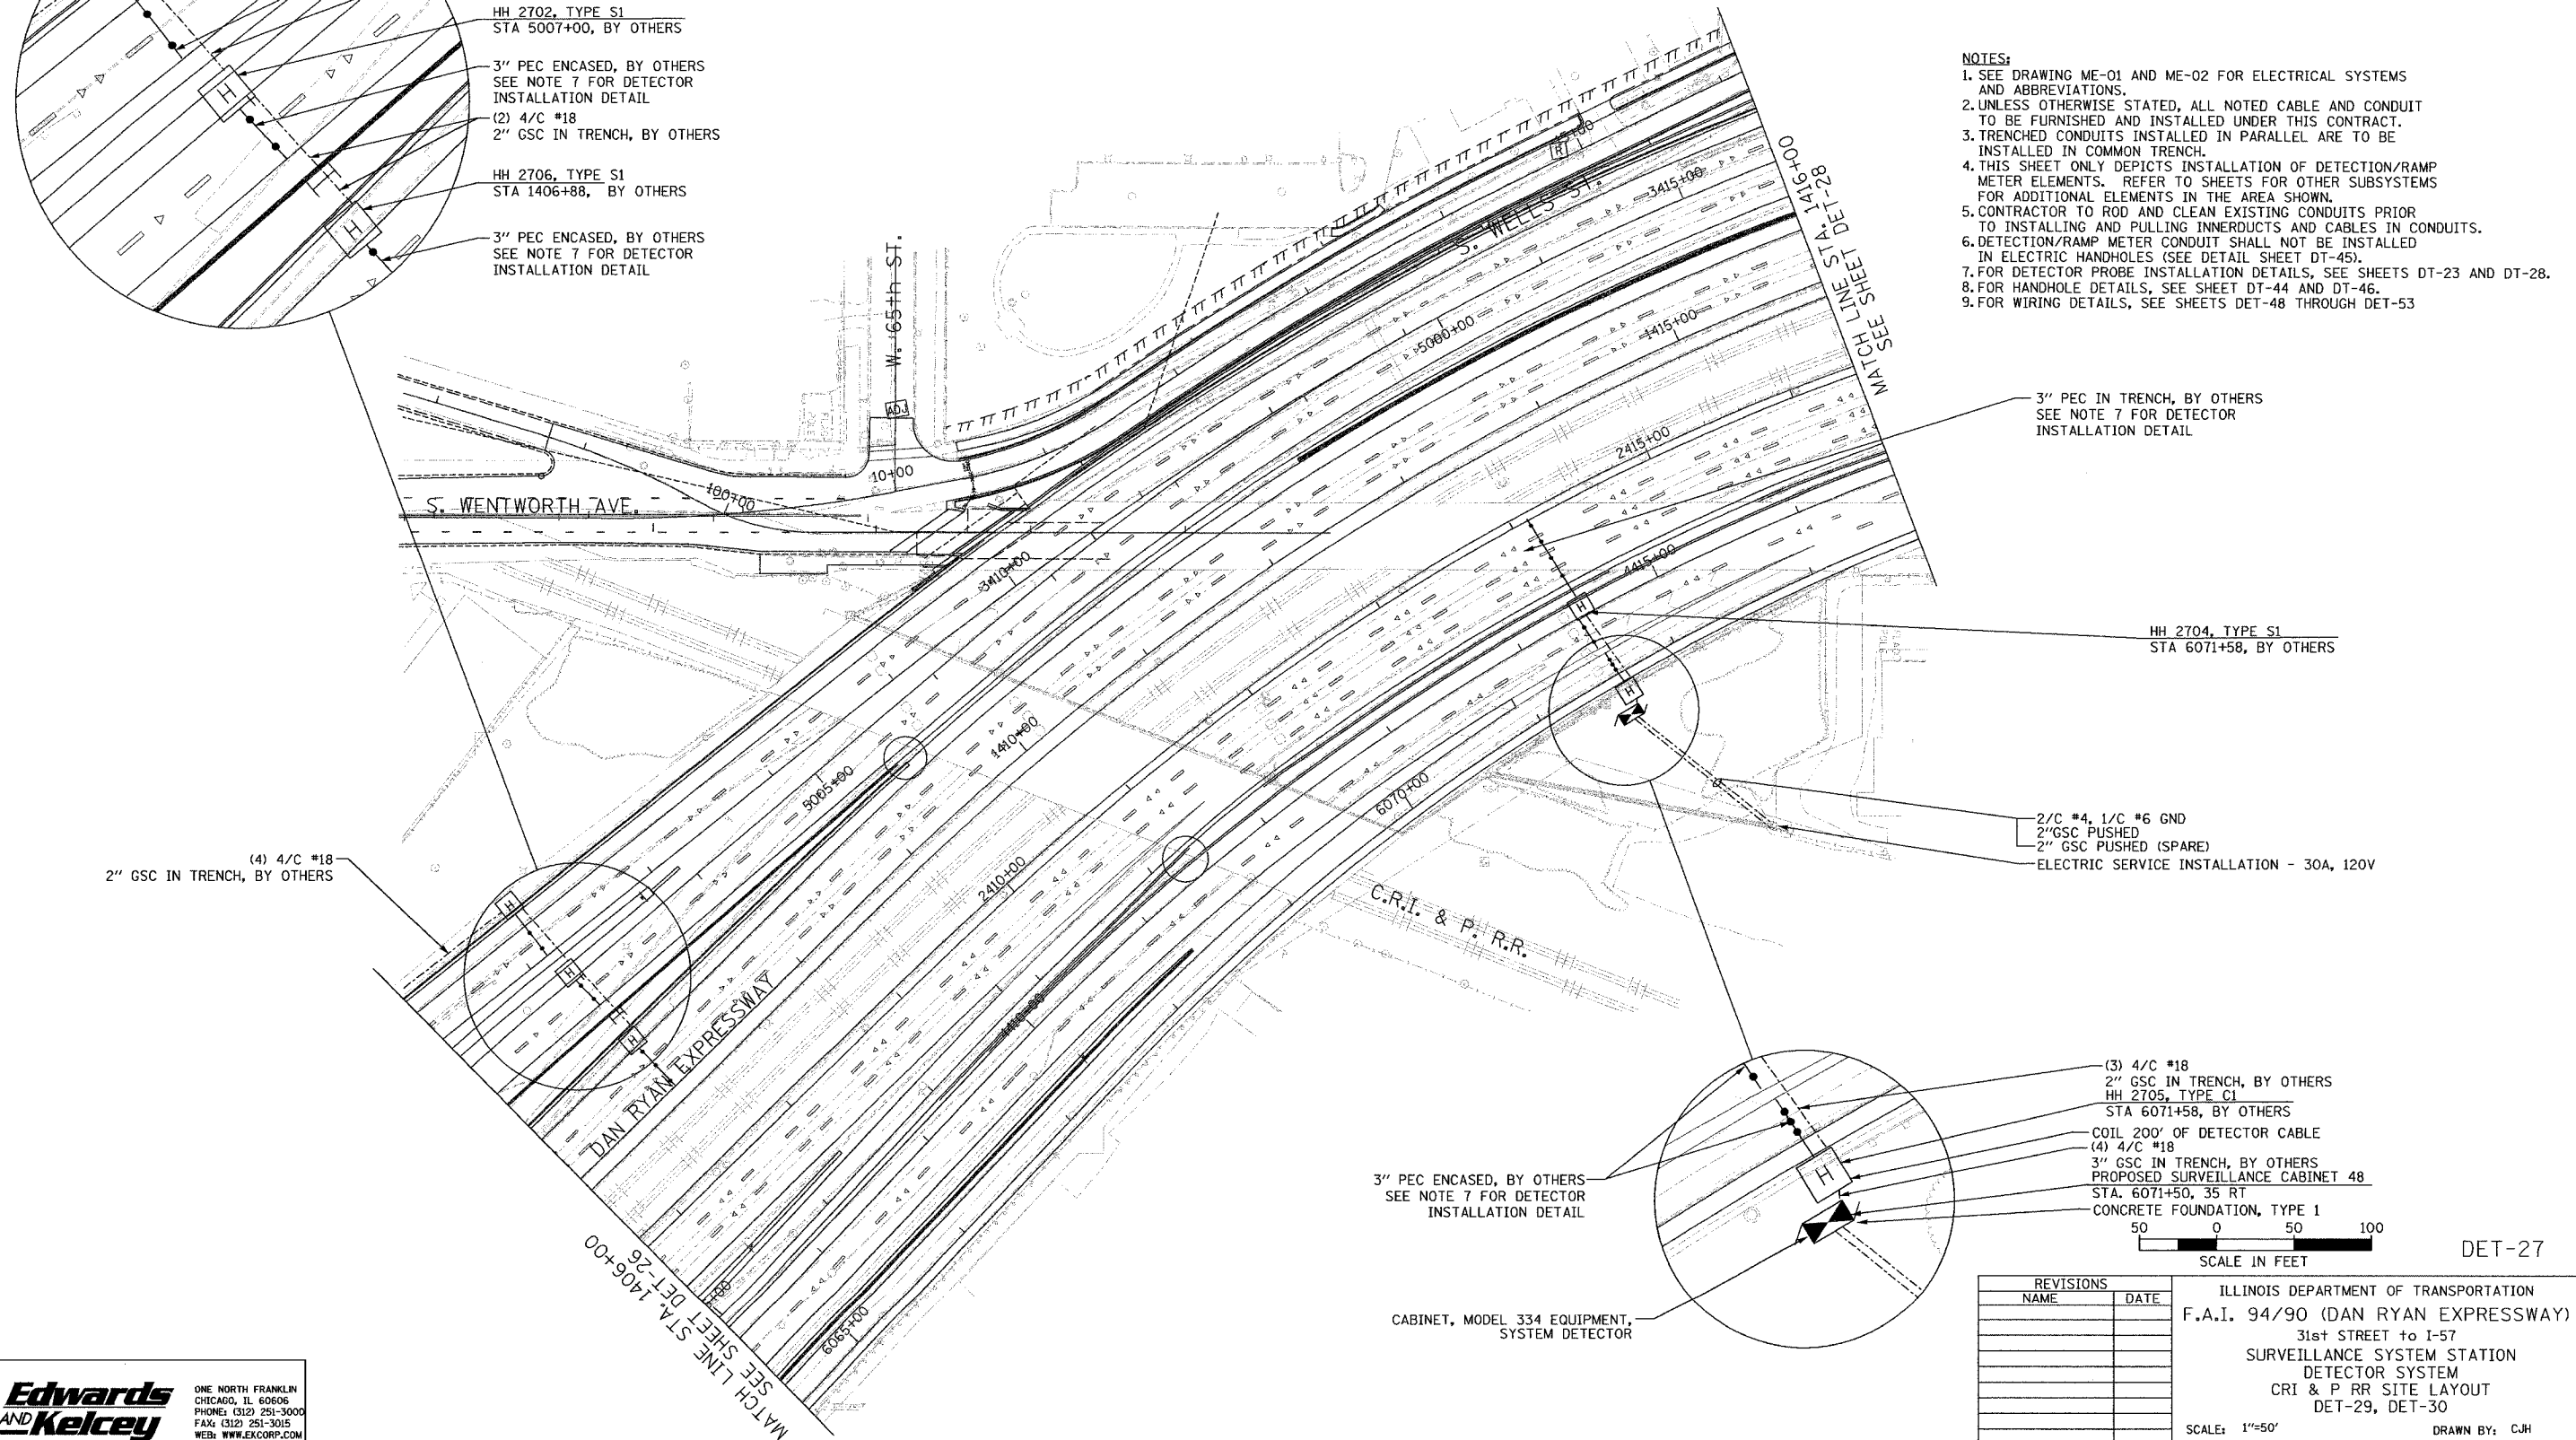 HH 2702, TYPE S1
STA 5007+00, BY OTHERS
3" PEC ENCASED, BY OTHERS
SEE NOTE 7 FOR DETECTOR
INSTALLATION DETAIL
(2) 4/C #18
2" GSC IN TRENCH, BY OTHERS
HH 2706, TYPE S1
STA 1406+88, BY OTHERS
3" PEC ENCASED, BY OTHERS
SEE NOTE 7 FOR DETECTOR
INSTALLATION DETAIL
H
H
NOTES:
1. SEE DRAWING ME-01 AND ME-02 FOR ELECTRICAL SYSTEMS
AND ABBREVIATIONS.
2. UNLESS OTHERWISE STATED, ALL NOTED CABLE AND CONDUIT
TO BE FURNISHED AND INSTALLED UNDER THIS CONTRACT.
3. TRENCHED CONDUITS INSTALLED IN PARALLEL ARE TO BE
INSTALLED IN COMMON TRENCH.
4. THIS SHEET ONLY DEPICTS INSTALLATION OF DETECTION/RAMP
METER ELEMENTS. REFER TO SHEETS FOR OTHER SUBSYSTEMS
FOR ADDITIONAL ELEMENTS IN THE AREA SHOWN.
5. CONTRACTOR TO ROD AND CLEAN EXISTING CONDUITS PRIOR
TO INSTALLING AND PULLING INNERDUCTS AND CABLES IN CONDUITS.
6. DETECTION/RAMP METER CONDUIT SHALL NOT BE INSTALLED
IN ELECTRIC HANDHOLES (SEE DETAIL SHEET DT-45).
7. FOR DETECTOR PROBE INSTALLATION DETAILS, SEE SHEETS DT-23 AND DT-28.
8. FOR HANDHOLE DETAILS, SEE SHEET DT-44 AND DT-46.
9. FOR WIRING DETAILS, SEE SHEETS DET-48 THROUGH DET-53
MATCH LINE STA. 1416+00
SEE SHEET DET-28
W. 65th ST.
S. WELLS ST.
3415+00
5000+00
1415+00
2415+00
4415+00
ADJ
10+00
100+00
S. WENTWORTH AVE.
3" PEC IN TRENCH, BY OTHERS
SEE NOTE 7 FOR DETECTOR
INSTALLATION DETAIL
3410+00
H
HH 2704, TYPE S1
STA 6071+58, BY OTHERS
H
1410+00
5005+00
6070+00
2410+00
2/C #4, 1/C #6 GND
2"GSC PUSHED
2" GSC PUSHED (SPARE)
ELECTRIC SERVICE INSTALLATION - 30A, 120V
(4) 4/C #18
2" GSC IN TRENCH, BY OTHERS
H
H
H
C.R.I. & P. R.R.
4410+00
DAN RYAN EXPRESSWAY
6065+00
MATCH LINE STA. 1406+00
SEE SHEET DET-26
(3) 4/C #18
2" GSC IN TRENCH, BY OTHERS
HH 2705, TYPE C1
STA 6071+58, BY OTHERS
COIL 200' OF DETECTOR CABLE
(4) 4/C #18
3" GSC IN TRENCH, BY OTHERS
PROPOSED SURVEILLANCE CABINET 48
STA. 6071+50, 35 RT
CONCRETE FOUNDATION, TYPE 1
H
3" PEC ENCASED, BY OTHERS
SEE NOTE 7 FOR DETECTOR
INSTALLATION DETAIL
CABINET, MODEL 334 EQUIPMENT,
SYSTEM DETECTOR
50 0 50 100
SCALE IN FEET
DET-27
REVISIONS
NAME DATE
ILLINOIS DEPARTMENT OF TRANSPORTATION
F.A.I. 94/90 (DAN RYAN EXPRESSWAY)
31st STREET to I-57
SURVEILLANCE SYSTEM STATION
DETECTOR SYSTEM
CRI & P RR SITE LAYOUT
DET-29, DET-30
SCALE: 1"=50'
DRAWN BY: CJH
Edwards
AND Kelcey
ONE NORTH FRANKLIN
CHICAGO, IL 60606
PHONE: (312) 251-3000
FAX: (312) 251-3015
WEB: WWW.EKCORP.COM